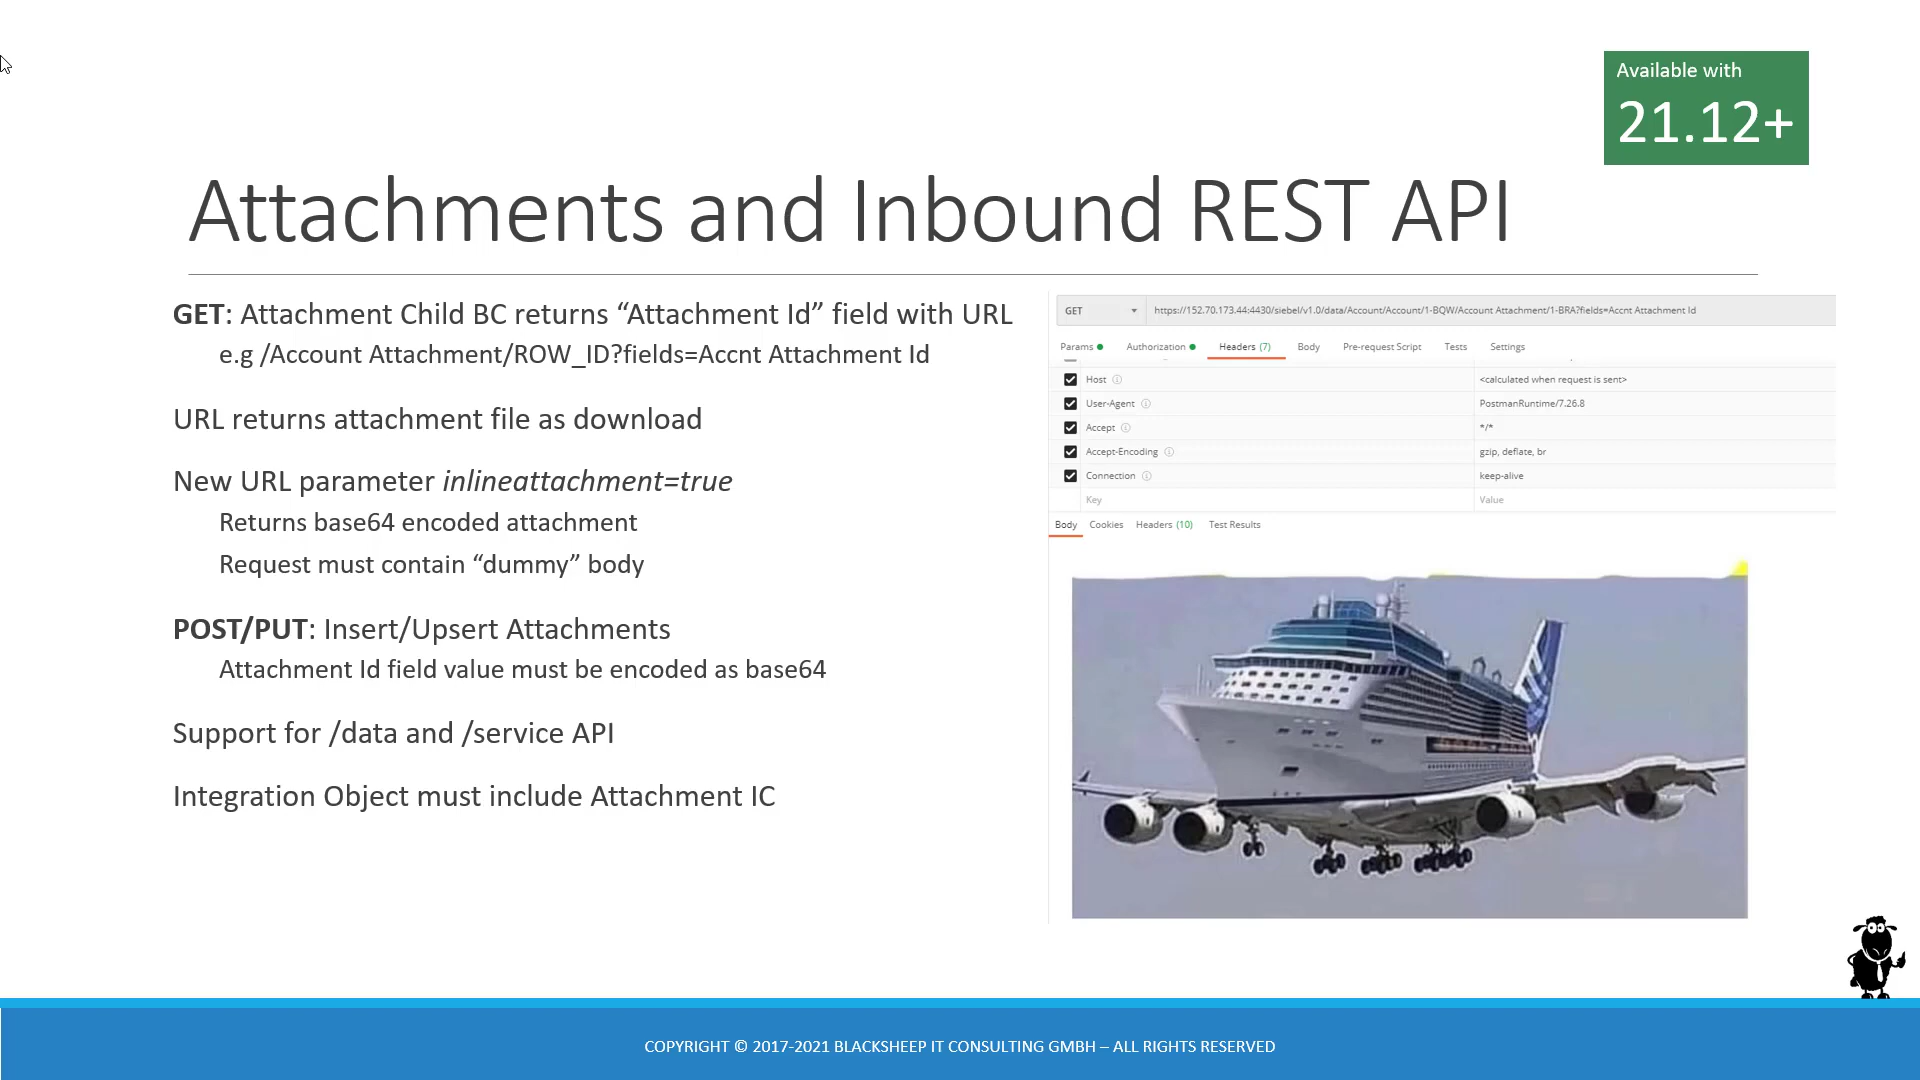 Available with
21.12+
Attachments and Inbound REST API
GET: Attachment Child BC returns “Attachment Id” field with URL
e.g /Account Attachment/ROW_ID?fields=Accnt Attachment Id
URL returns attachment file as download
New URL parameter inlineattachment=true
Returns base64 encoded attachment
Request must contain “dummy” body
POST/PUT: Insert/Upsert Attachments
Attachment Id field value must be encoded as base64
Support for /data and /service API
Integration Object must include Attachment IC
GET https://152.70.173.44:4430/siebel/v1.0/data/Account/Account/1-BQW/Account Attachment/1-BRA?fields=Accnt Attachment Id
Params Authorization Headers (7) Body Pre-request Script Tests Settings
Host <calculated when request is sent>
User-Agent PostmanRuntime/7.26.8
Accept */*
Accept-Encoding gzip, deflate, br
Connection keep-alive
Key Value
Body Cookies Headers (10) Test Results
COPYRIGHT © 2017-2021 BLACKSHEEP IT CONSULTING GMBH – ALL RIGHTS RESERVED